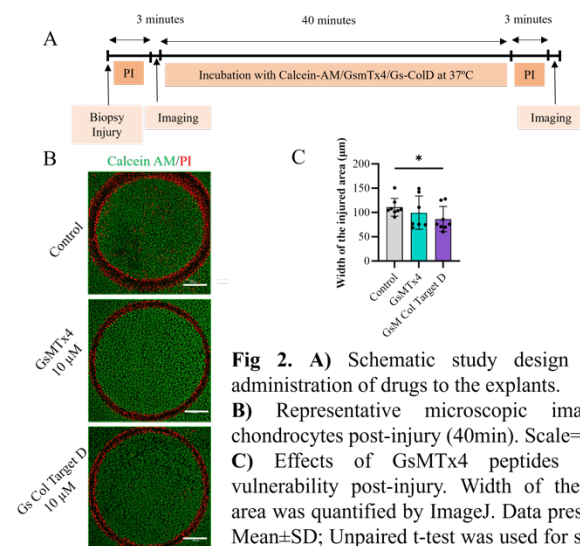 3 minutes
40 minutes
3 minutes
A
PI
Incubation with Calcein-AM/GsmTx4/Gs-ColD at 37ºC
PI
Biopsy
Injury
Imaging
Imaging
B
Calcein AM/PI
Control
GsMTx4
10 µM
Gs Col Target D
10 µM
C
Width of the injured area (µm)
200
150
100
50
0
*
Control
GsMTx4
GsM Col Target D
Fig 2. A) Schematic study design
administration of drugs to the explants.
B) Representative microscopic ima
chondrocytes post-injury (40min). Scale=
C) Effects of GsMTx4 peptides
vulnerability post-injury. Width of the
area was quantified by ImageJ. Data pres
Mean±SD; Unpaired t-test was used for s